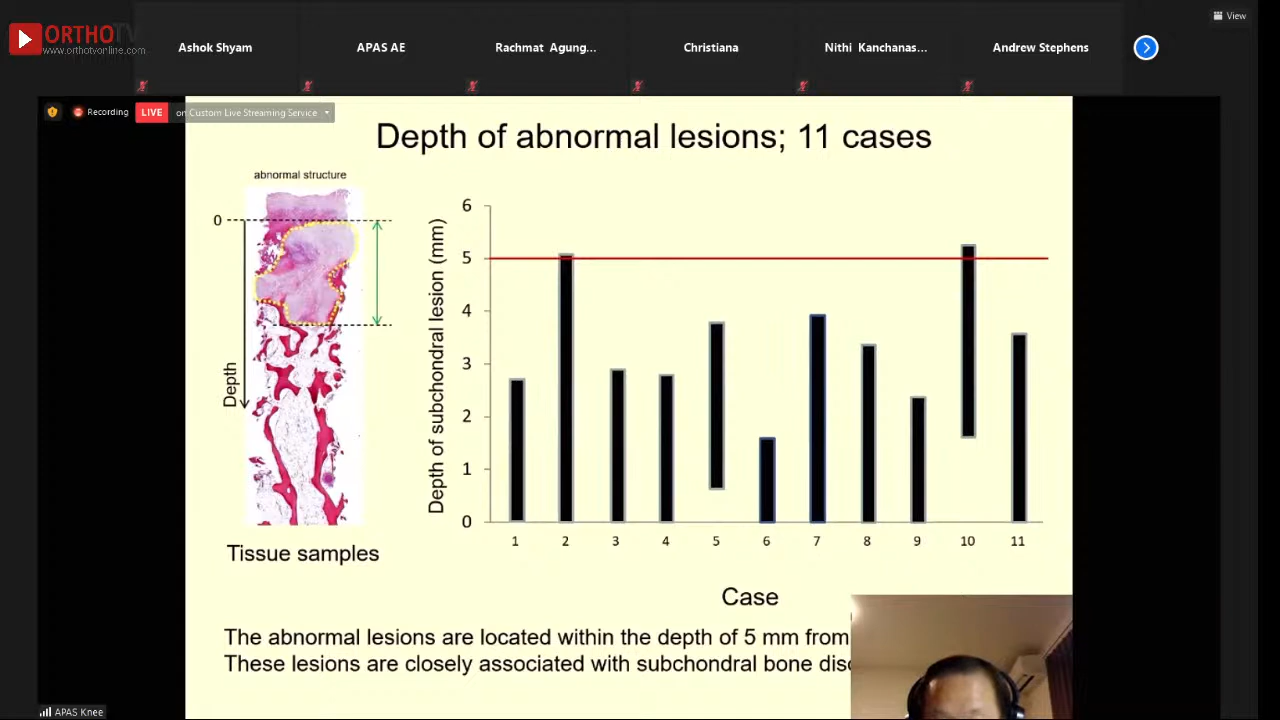 ORTHOTV
www.orthotvonline.com
Ashok Shyam
APAS AE
Rachmat Agung...
Christiana
Nithi Kanchanas...
Andrew Stephens
View
Recording
LIVE
on Custom Live Streaming Service
Depth of abnormal lesions; 11 cases
abnormal structure
0
Depth
Tissue samples
Depth of subchondral lesion (mm)
6
5
4
3
2
1
0
1 2 3 4 5 6 7 8 9 10 11
Case
The abnormal lesions are located within the depth of 5 mm from
These lesions are closely associated with subchondral bone
APAS Knee